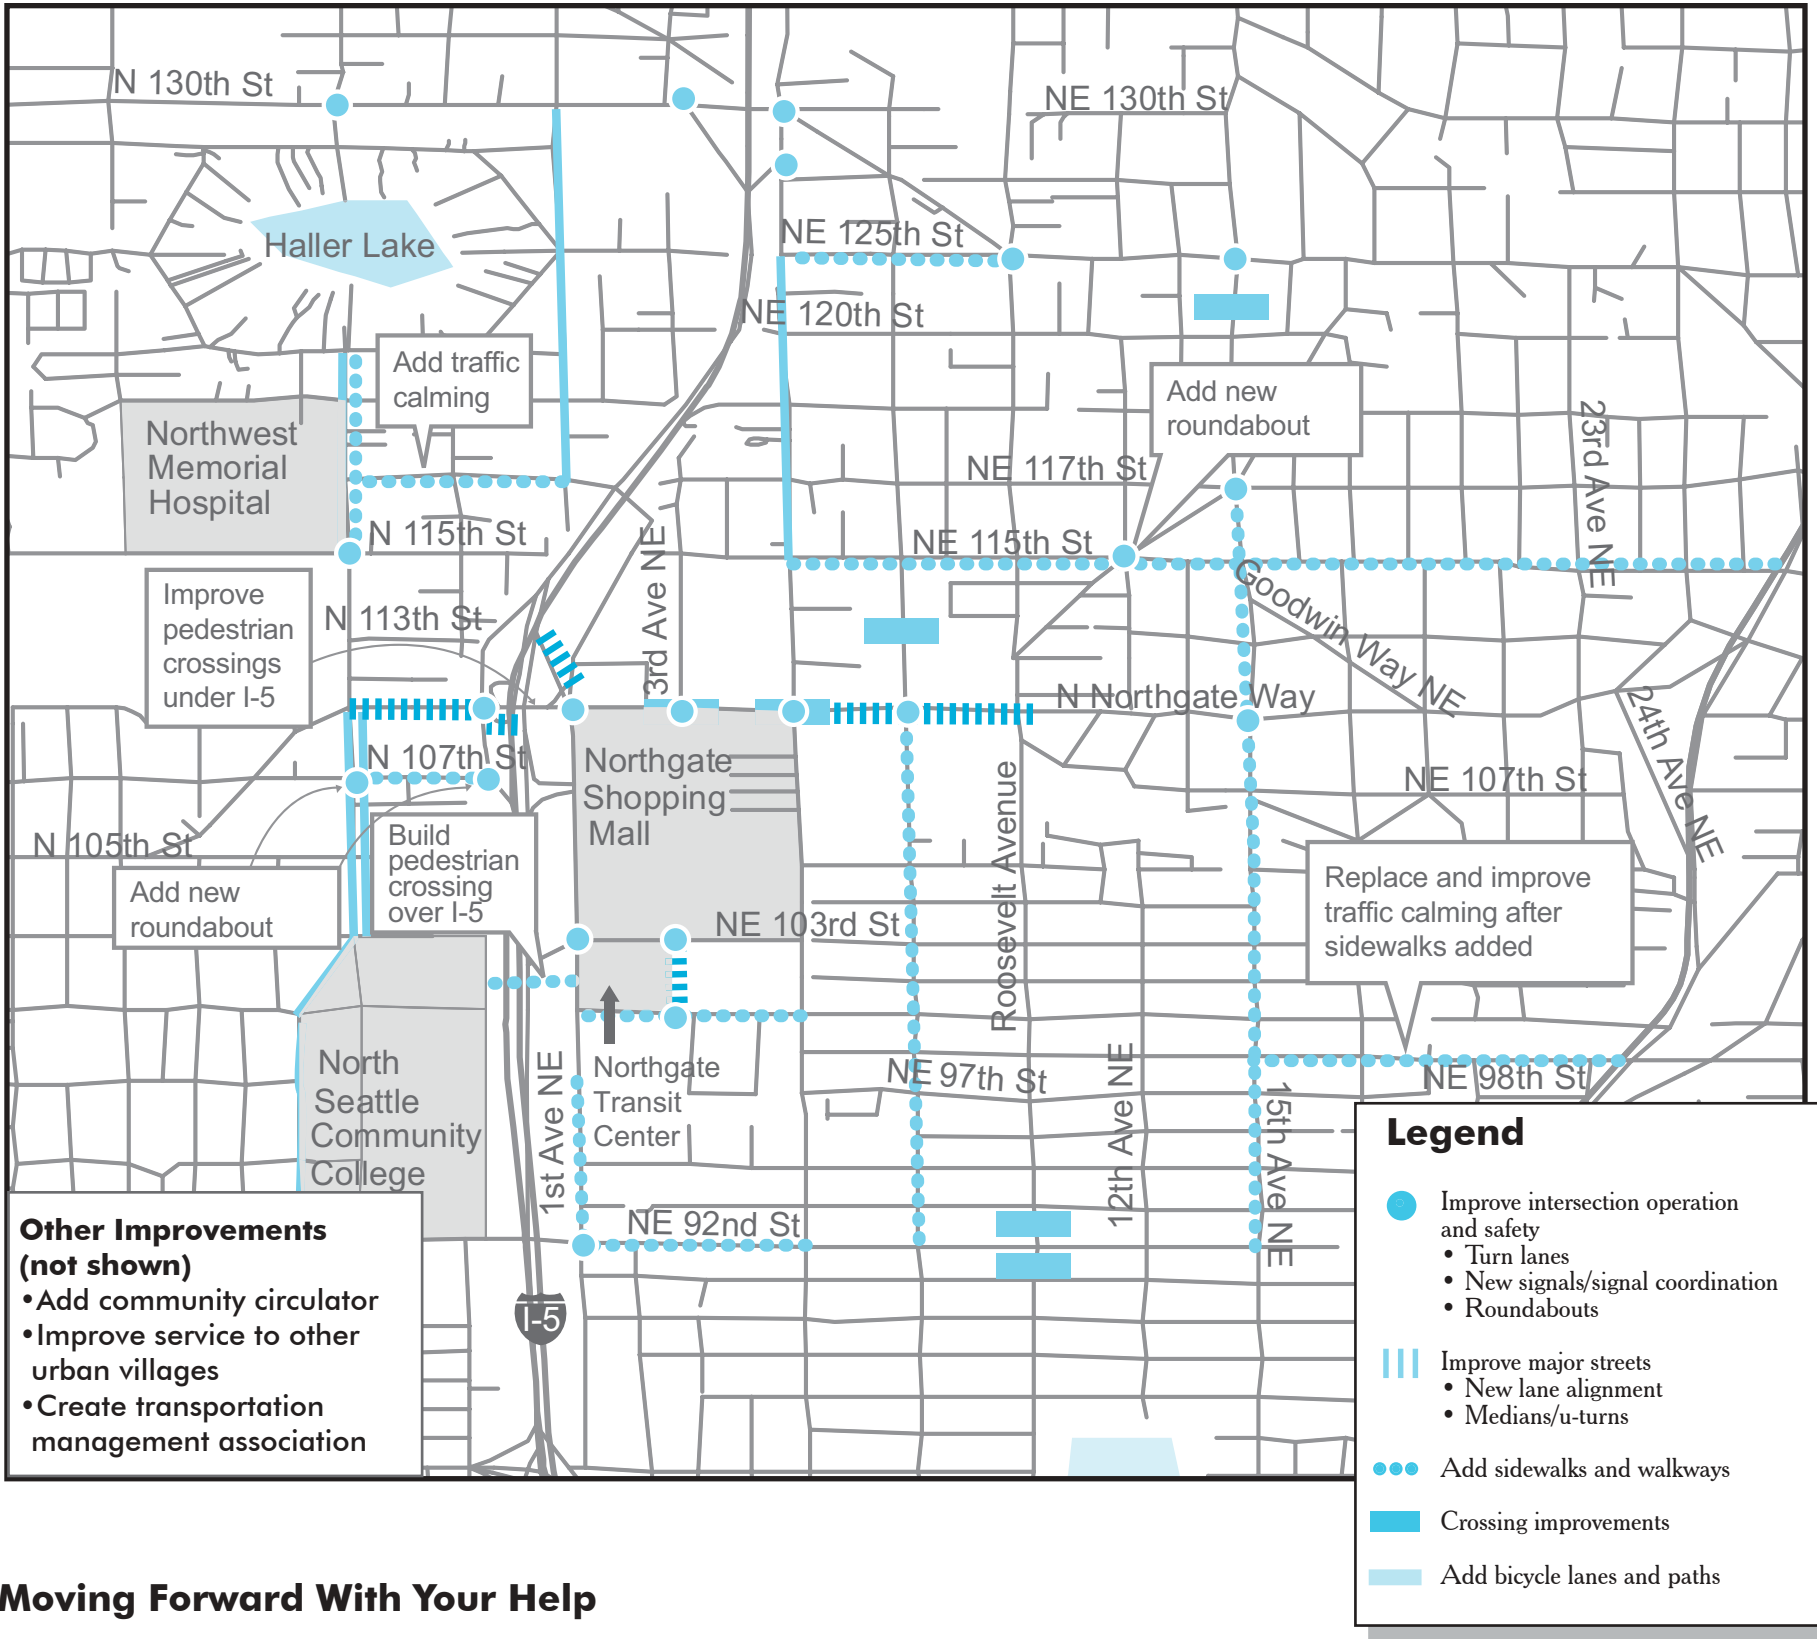 N 130th St
NE 130th St
Haller Lake
NE 125th St
NE 120th St
Add traffic
calming
Add new
roundabout
23rd Ave NE
Northwest
Memorial
Hospital
NE 117th St
N 115th St
3rd Ave NE
NE 115th St
Goodwin Way NE
Improve
pedestrian
crossings
under I-5
N 113th St
N Northgate Way
24th Ave NE
N 107th St
Northgate
Shopping
Mall
Roosevelt Avenue
NE 107th St
N 105th St
Build
pedestrian
crossing
over I-5
Add new
roundabout
NE 103rd St
Replace and improve
traffic calming after
sidewalks added
North
Seattle
Community
College
1st Ave NE
Northgate
Transit
Center
NE 97th St
12th Ave NE
15th Ave NE
NE 98th St
NE 92nd St
I-5
Other Improvements
(not shown)
•Add community circulator
•Improve service to other
urban villages
•Create transportation
management association
Legend
Improve intersection operation
and safety
• Turn lanes
• New signals/signal coordination
• Roundabouts
Improve major streets
• New lane alignment
• Medians/u-turns
Add sidewalks and walkways
Crossing improvements
Add bicycle lanes and paths
Moving Forward With Your Help